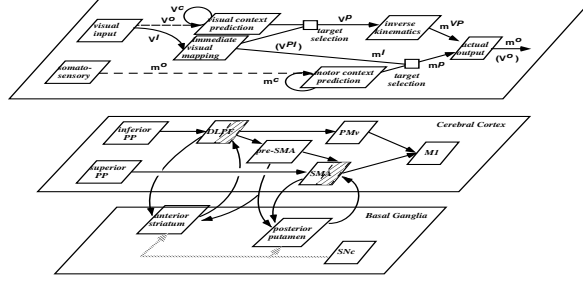 visual input
v^o
v^c
visual context prediction
v^p
inverse kinematics
m^vp
v^i
Immediate visual mapping
(v^pi)
target selection
m^i
actual output
m^o
(v^o)
somato-sensory
m^o
m^c
motor context prediction
m^p
target selection
Cerebral Cortex
inferior PP
DLPF
PMv
pre-SMA
M1
superior PP
SMA
Basal Ganglia
anterior striatum
posterior putamen
SNc